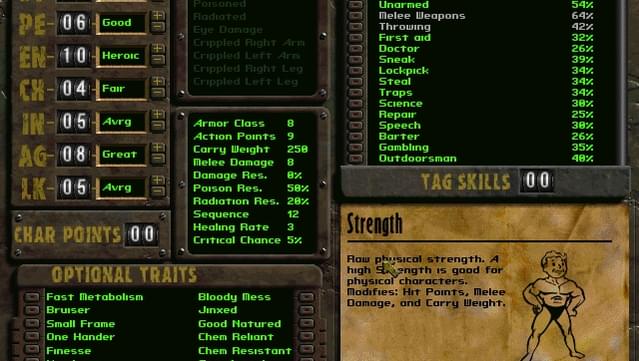 PE 06 Good
EN 10 Heroic
CH 04 Fair
IN 05 Avrg
AG 08 Great
LK 05 Avrg
CHAR POINTS 00
Poisoned
Radiated
Eye Damage
Crippled Right Arm
Crippled Left Arm
Crippled Right Leg
Crippled Left Leg
Armor Class 8
Action Points 9
Carry Weight 250
Melee Damage 8
Damage Res. 0%
Poison Res. 50%
Radiation Res. 20%
Sequence 12
Healing Rate 3
Critical Chance 5%
OPTIONAL TRAITS
Fast Metabolism Bloody Mess
Bruiser Jinxed
Small Frame Good Natured
One Hander Chem Reliant
Finesse Chem Resistant
Unarmed 54%
Melee Weapons 64%
Throwing 42%
First aid 32%
Doctor 26%
Sneak 39%
Lockpick 34%
Steal 34%
Traps 34%
Science 30%
Repair 25%
Speech 30%
Barter 26%
Gambling 35%
Outdoorsman 40%
TAG SKILLS 00
Strength
Raw physical strength. A
high Strength is good for
physical characters.
Modifies: Hit Points, Melee
Damage, and Carry Weight.